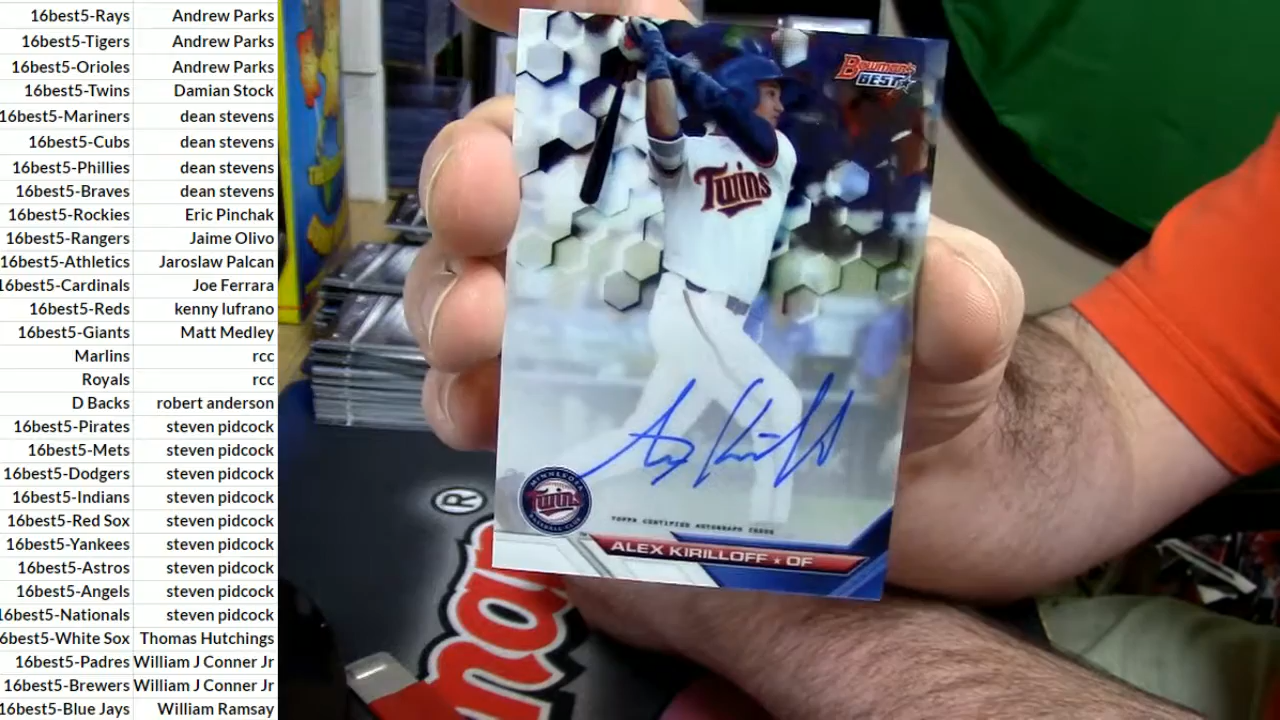 16best5-Rays Andrew Parks
16best5-Tigers Andrew Parks
16best5-Orioles Andrew Parks
16best5-Twins Damian Stock
16best5-Mariners dean stevens
16best5-Cubs dean stevens
16best5-Phillies dean stevens
16best5-Braves dean stevens
16best5-Rockies Eric Pinchak
16best5-Rangers Jaime Olivo
16best5-Athletics Jaroslaw Palcan
16best5-Cardinals Joe Ferrara
16best5-Reds kenny lufrano
16best5-Giants Matt Medley
Marlins rcc
Royals rcc
D Backs robert anderson
16best5-Pirates steven pidcock
16best5-Mets steven pidcock
16best5-Dodgers steven pidcock
16best5-Indians steven pidcock
16best5-Red Sox steven pidcock
16best5-Yankees steven pidcock
16best5-Astros steven pidcock
16best5-Angels steven pidcock
16best5-Nationals steven pidcock
6best5-White Sox Thomas Hutchings
16best5-Padres William J Conner Jr
16best5-Brewers William J Conner Jr
16best5-Blue Jays William Ramsay
Bowman's
BEST
Twins
MINNESOTA
Twins
BASEBALL CLUB
TOPPS CERTIFIED AUTOGRAPH ISSUE
ALEX KIRILLOFF ★ OF
®